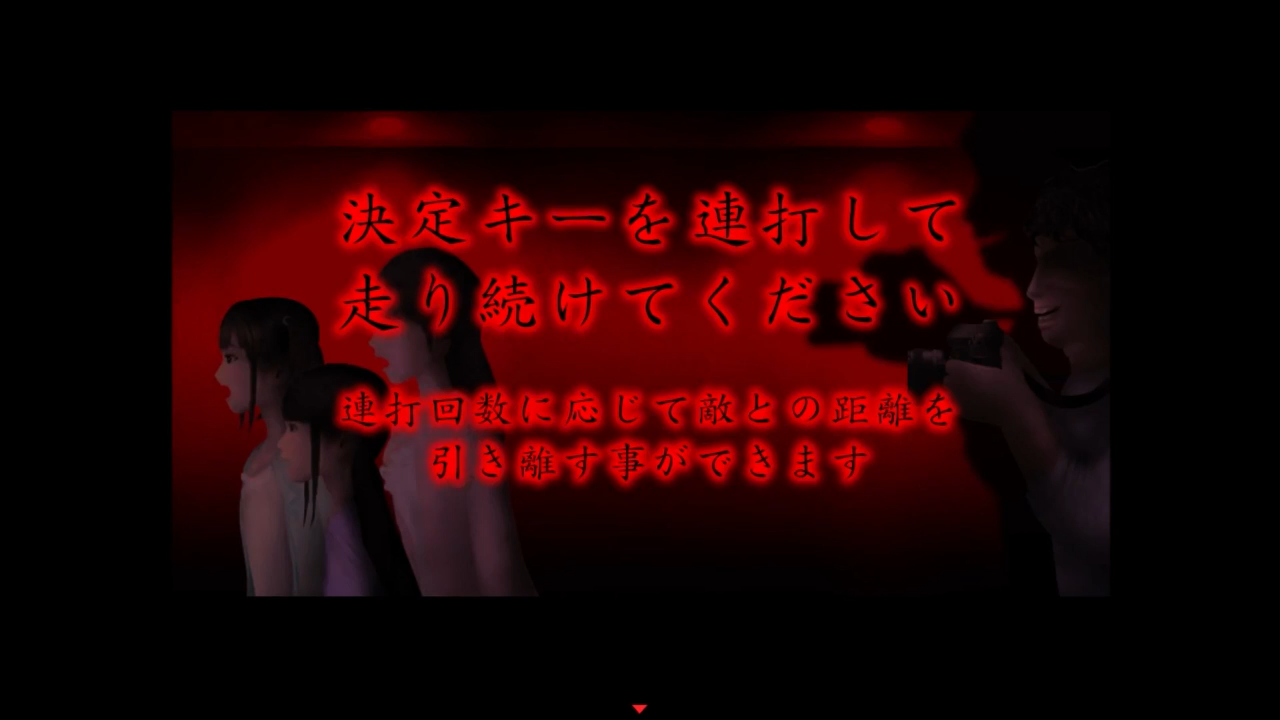 決定キーを連打して
走り続けてください
連打回数に応じて敵との距離を
引き離す事ができます